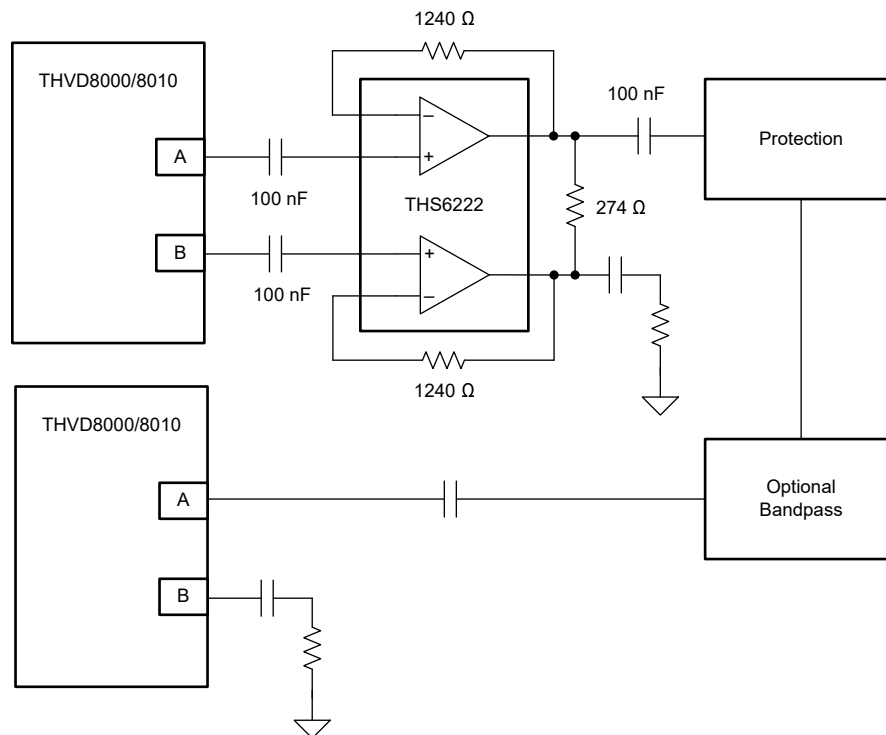 1240 Ω
THVD8000/8010
100 nF
Protection
A
−
+
100 nF
THS6222
274 Ω
B
+
−
100 nF
1240 Ω
THVD8000/8010
A
Optional
Bandpass
B